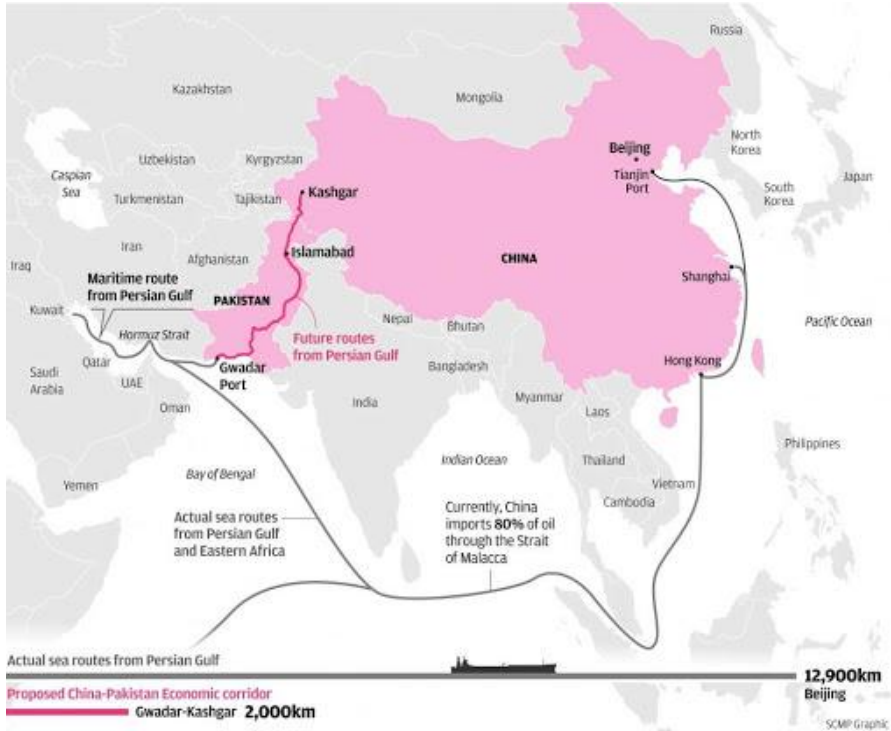 Russia
Kazakhstan
Mongolia
Beijing
North
Korea
Uzbekistan
Kyrgyzstan
Caspian
Sea
Tianjin
Port
Japan
South
Korea
Turkmenistan
Tajikistan
Kashgar
Iran
Afghanistan
Islamabad
CHINA
Iraq
Shanghai
Maritime route
from Persian Gulf
PAKISTAN
Kuwait
Nepal
Bhutan
Pacific Ocean
Hormuz Strait
Future routes
from Persian Gulf
Qatar
Gwadar
Port
Bangladesh
Hong Kong
Saudi
Arabia
UAE
India
Myanmar
Oman
Laos
Philippines
Bay of Bengal
Indian Ocean
Thailand
Yemen
Vietnam
Cambodia
Actual sea routes
from Persian Gulf
and Eastern Africa
Currently, China
imports 80% of oil
through the Strait
of Malacca
Actual sea routes from Persian Gulf
12,900km
Beijing
Proposed China-Pakistan Economic corridor
Gwadar-Kashgar 2,000km
SCMP Graphic